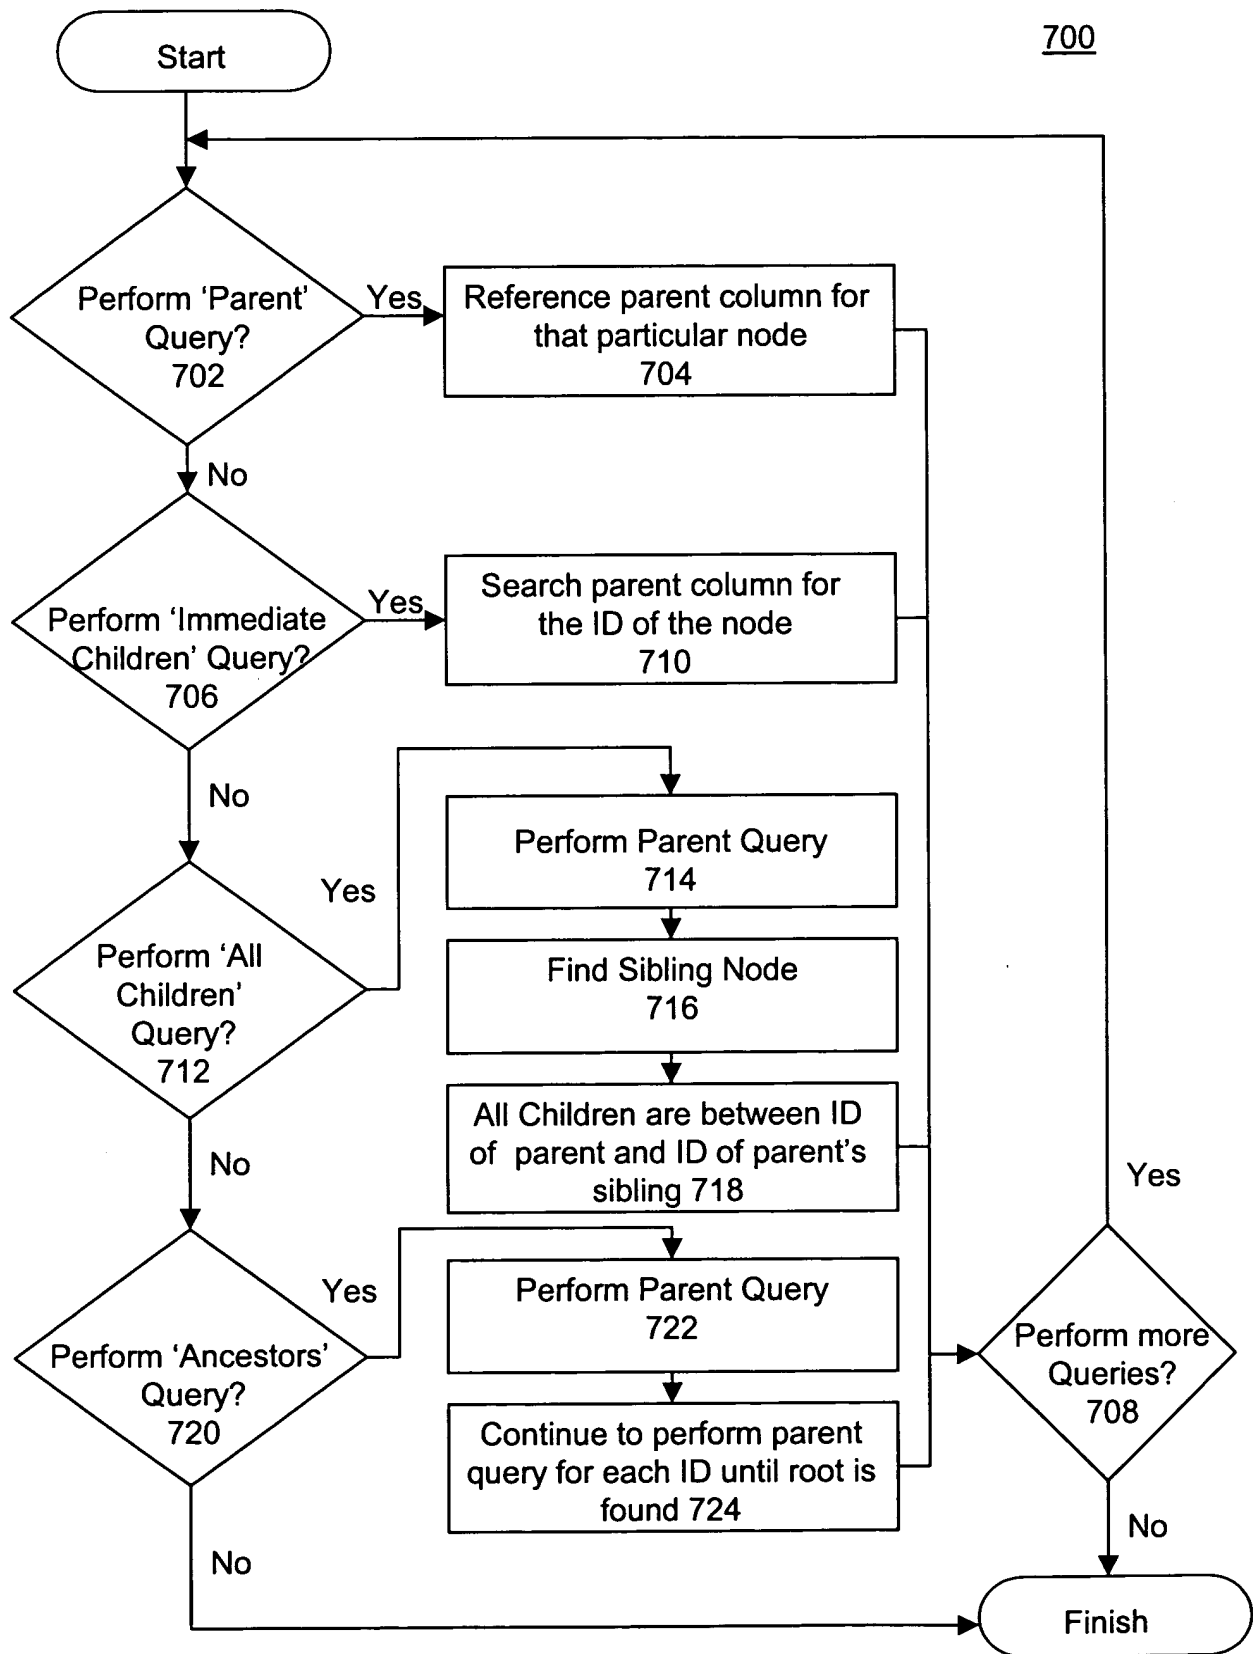 Start
700
Perform ‘Parent’
Query?
702
Yes
Reference parent column for
that particular node
704
No
Perform ‘Immediate
Children’ Query?
706
Yes
Search parent column for
the ID of the node
710
No
Perform ‘All
Children’
Query?
712
Yes
Perform Parent Query
714
Find Sibling Node
716
All Children are between ID
of parent and ID of parent's
sibling 718
No
Perform ‘Ancestors’
Query?
720
Yes
Perform Parent Query
722
Continue to perform parent
query for each ID until root is
found 724
No
Yes
Perform more
Queries?
708
No
Finish